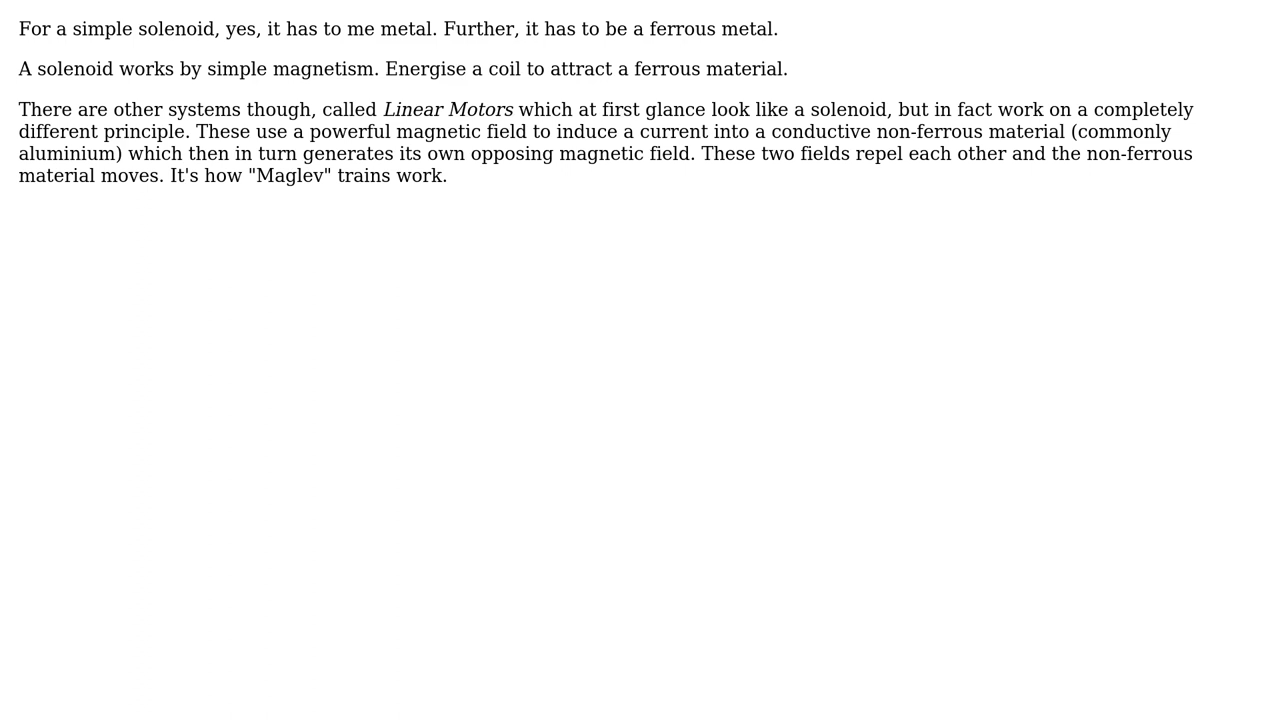 For a simple solenoid, yes, it has to me metal. Further, it has to be a ferrous metal.
A solenoid works by simple magnetism. Energise a coil to attract a ferrous material.
There are other systems though, called Linear Motors which at first glance look like a solenoid, but in fact work on a completely
different principle. These use a powerful magnetic field to induce a current into a conductive non-ferrous material (commonly
aluminium) which then in turn generates its own opposing magnetic field. These two fields repel each other and the non-ferrous
material moves. It's how "Maglev" trains work.